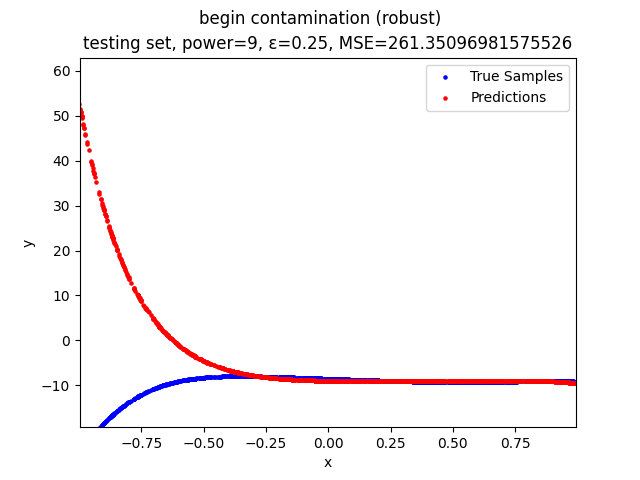 begin contamination (robust)
testing set, power=9, ε=0.25, MSE=261.35096981575526
True Samples
Predictions
60
50
40
30
20
10
0
−10
y
−0.75
−0.50
−0.25
0.00
0.25
0.50
0.75
x